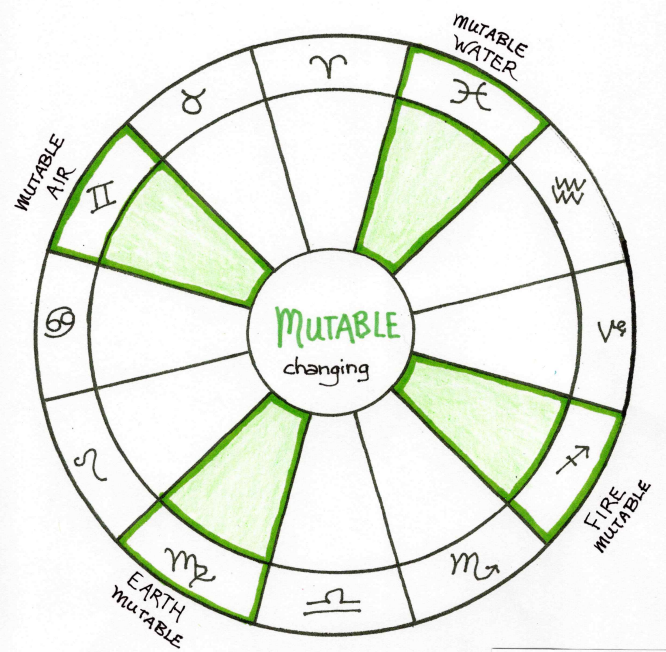 MUTABLE
WATER
♈
♓
♉
MUTABLE
AIR
♊
♒
♋
MUTABLE
changing
♑
♌
♐
FIRE
MUTABLE
♍
♎
♏
EARTH
MUTABLE